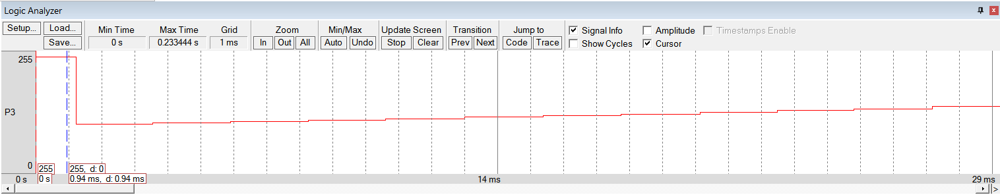 Logic Analyzer
Setup... Load... Min Time Max Time Grid Zoom Min/Max Update Screen Transition Jump to Signal Info Amplitude Timestamps Enable
Save... 0 s 0.233444 s 1 ms In Out All Auto Undo Stop Clear Prev Next Code Trace Show Cycles Cursor
255
P3
0 255 255, d: 0
0 s 0 s 0.94 ms, d: 0.94 ms 14 ms 29 ms